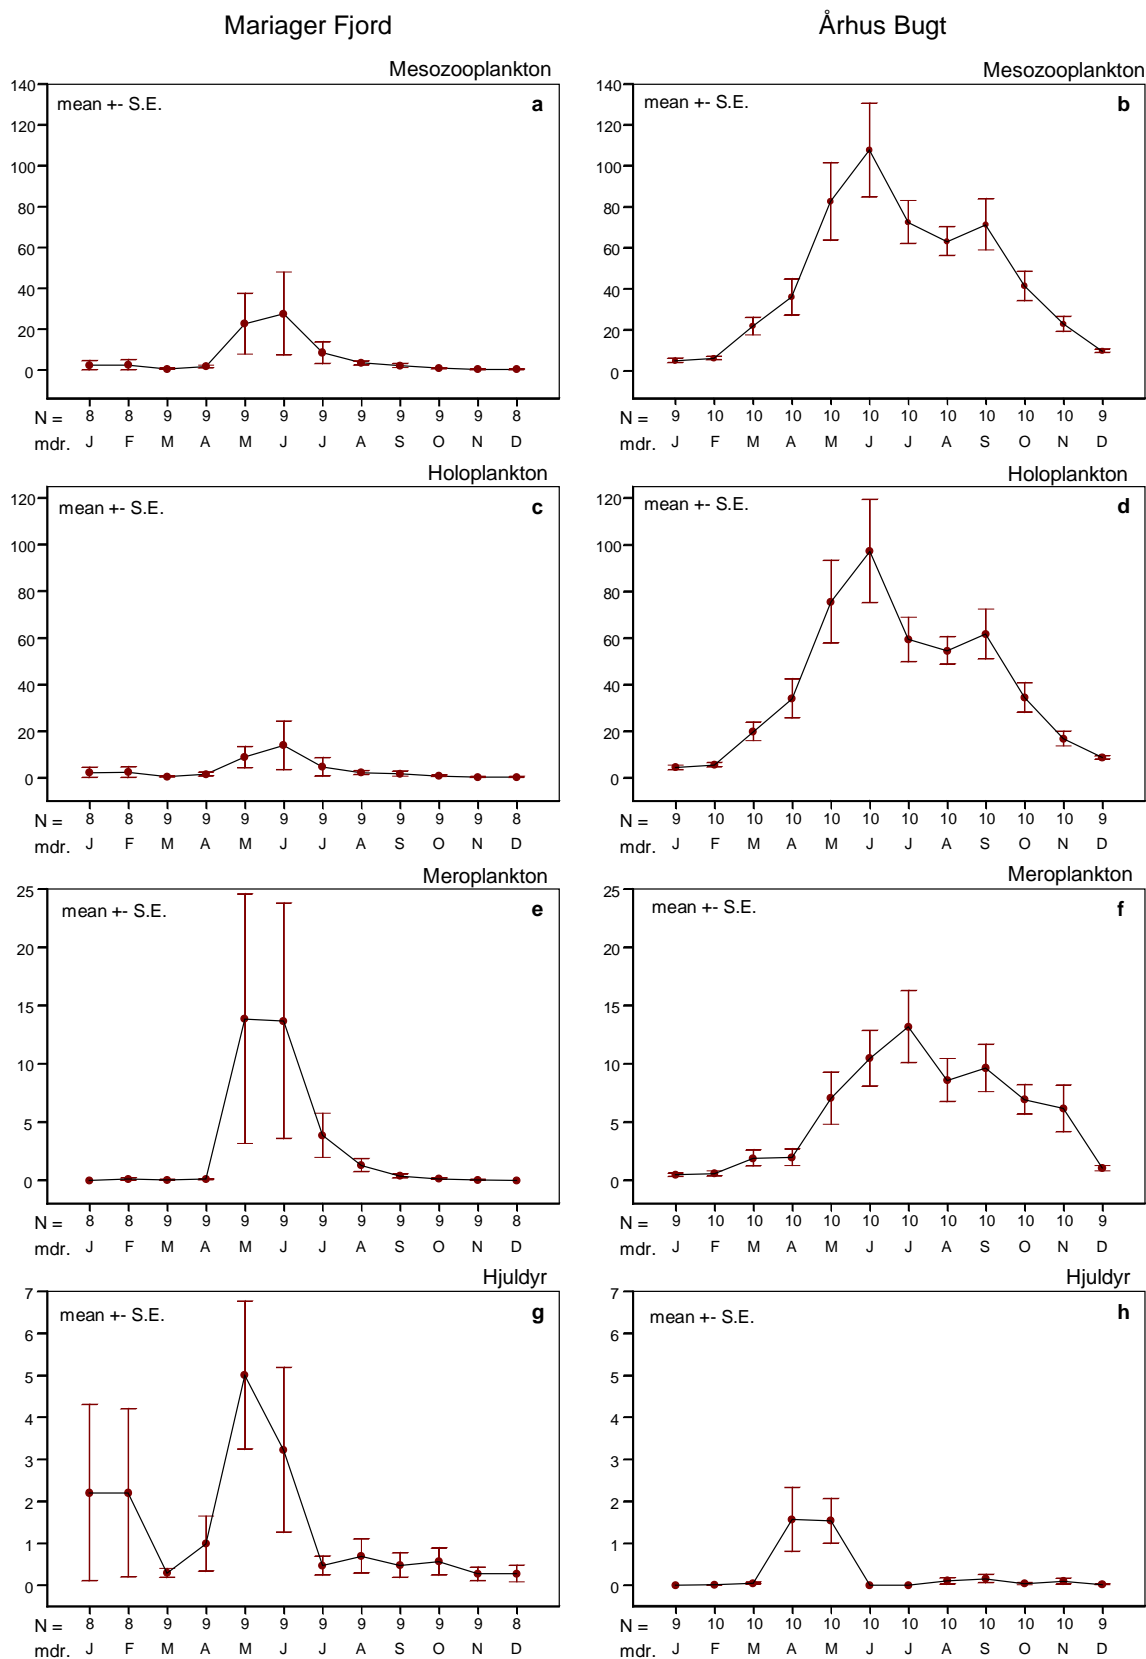 Mariager Fjord Århus Bugt
Mesozooplankton Mesozooplankton
mean +- S.E. a
140
120
100
80
60
40
20
0
N = 8 8 9 9 9 9 9 9 9 9 9 8
mdr. J F M A M J J A S O N D
mean +- S.E. b
140
120
100
80
60
40
20
0
N = 9 10 10 10 10 10 10 10 10 10 10 9
mdr. J F M A M J J A S O N D
Holoplankton Holoplankton
mean +- S.E. c
120
100
80
60
40
20
0
N = 8 8 9 9 9 9 9 9 9 9 9 8
mdr. J F M A M J J A S O N D
mean +- S.E. d
120
100
80
60
40
20
0
N = 9 10 10 10 10 10 10 10 10 10 10 9
mdr. J F M A M J J A S O N D
Meroplankton Meroplankton
mean +- S.E. e
25
20
15
10
5
0
N = 8 8 9 9 9 9 9 9 9 9 9 8
mdr. J F M A M J J A S O N D
mean +- S.E. f
25
20
15
10
5
0
N = 9 10 10 10 10 10 10 10 10 10 10 9
mdr. J F M A M J J A S O N D
Hjuldyr Hjuldyr
mean +- S.E. g
7
6
5
4
3
2
1
0
N = 8 8 9 9 9 9 9 9 9 9 9 8
mdr. J F M A M J J A S O N D
mean +- S.E. h
7
6
5
4
3
2
1
0
N = 9 10 10 10 10 10 10 10 10 10 10 9
mdr. J F M A M J J A S O N D